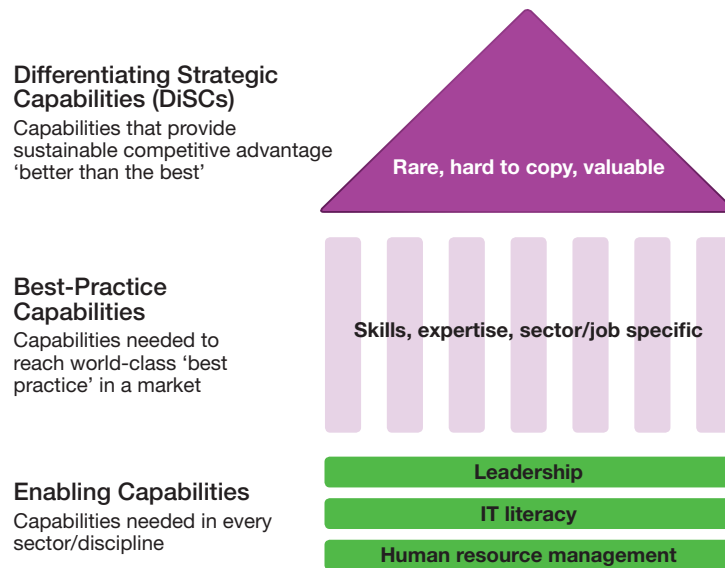 Differentiating Strategic
Capabilities (DiSCs)
Capabilities that provide
sustainable competitive advantage
‘better than the best’
Rare, hard to copy, valuable
Best-Practice
Capabilities
Capabilities needed to
reach world-class ‘best
practice’ in a market
Skills, expertise, sector/job specific
Enabling Capabilities
Capabilities needed in every
sector/discipline
Leadership
IT literacy
Human resource management